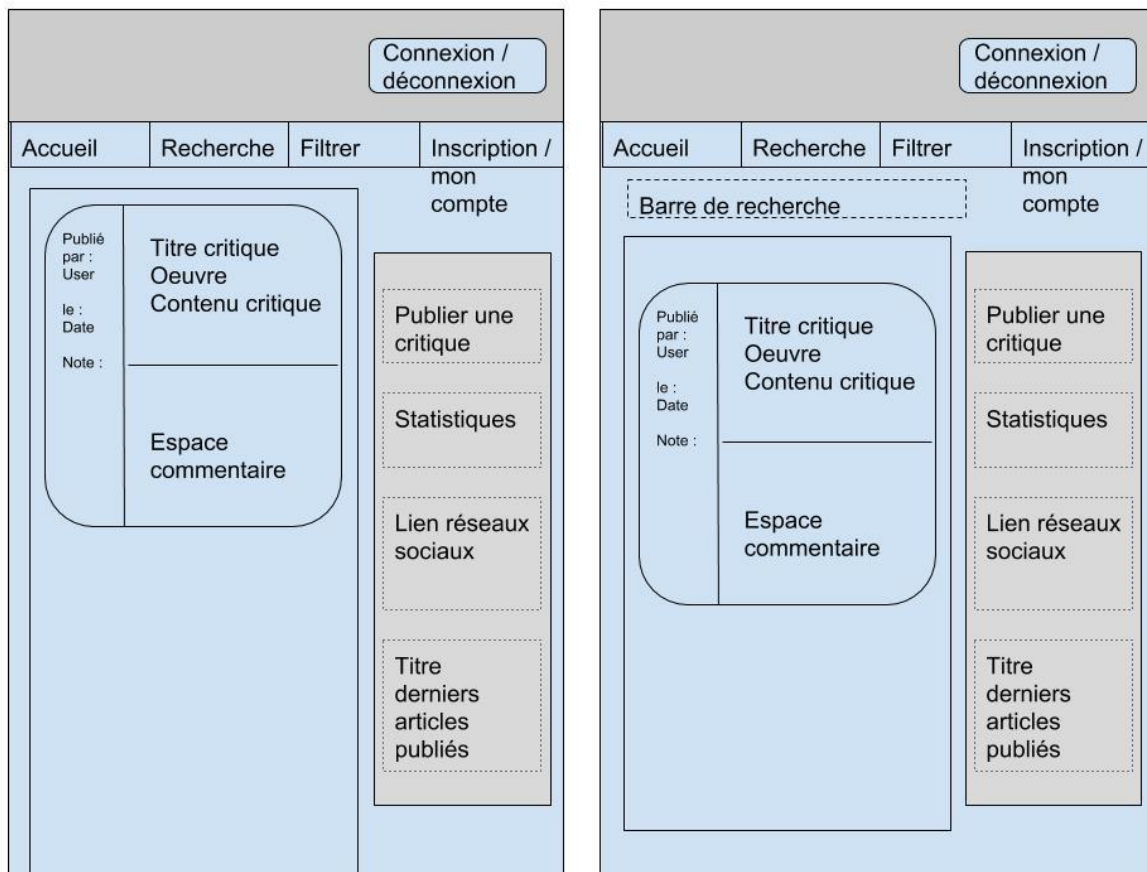 Connexion /
déconnexion
Accueil
Recherche
Filtrer
Inscription /
mon
compte
Publié
par :
User
le :
Date
Note :
Titre critique
Oeuvre
Contenu critique
Espace
commentaire
Publier une
critique
Statistiques
Lien réseaux
sociaux
Titre
derniers
articles
publiés
Connexion /
déconnexion
Accueil
Recherche
Filtrer
Inscription /
mon
compte
Barre de recherche
Publié
par :
User
le :
Date
Note :
Titre critique
Oeuvre
Contenu critique
Espace
commentaire
Publier une
critique
Statistiques
Lien réseaux
sociaux
Titre
derniers
articles
publiés